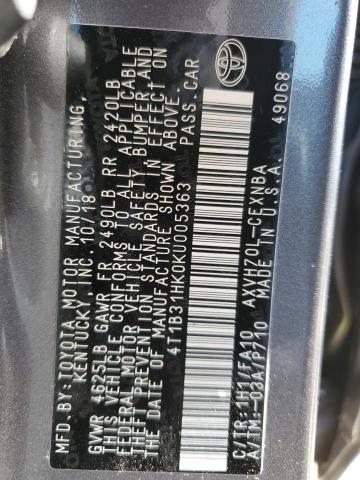 MFD. BY: TOYOTA MOTOR MANUFACTURING,
KENTUCKY, INC. 10/18
GVWR 4625LB GAWR FR 2490LB RR 2420LB
THIS VEHICLE CONFORMS TO ALL APPLICABLE
FEDERAL MOTOR VEHICLE SAFETY, BUMPER, AND
THEFT PREVENTION STANDARDS IN EFFECT ON
THE DATE OF MANUFACTURE SHOWN ABOVE.
4T1B31HK0KU005363 PASS. CAR
C/TR: 1H1/FA10 AXVH70L-CEXNBA
A/TM: -03A/P710 MADE IN U.S.A. 49068